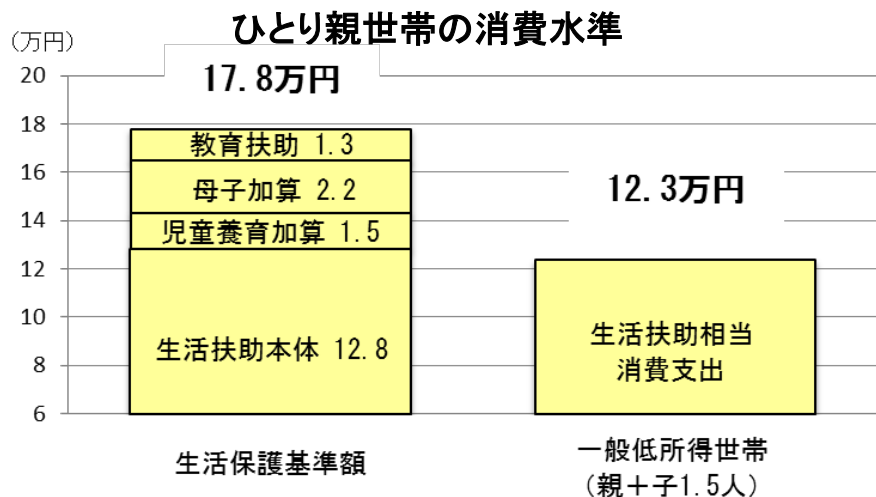 ひとり親世帯の消費水準
（万円）
20
18
16
14
12
10
8
6
17.8万円
教育扶助 1.3
母子加算 2.2
児童養育加算 1.5
生活扶助本体 12.8
12.3万円
生活扶助相当
消費支出
生活保護基準額
一般低所得世帯
（親＋子1.5人）